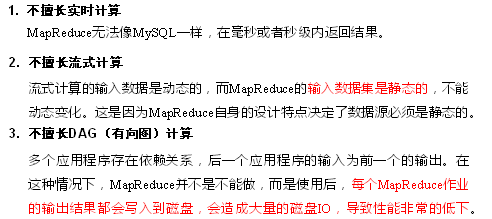 1. 不擅长实时计算
MapReduce无法像MySQL一样，在毫秒或者秒级内返回结果。
2. 不擅长流式计算
流式计算的输入数据是动态的，而MapReduce的输入数据集是静态的，不能
动态变化。这是因为MapReduce自身的设计特点决定了数据源必须是静态的。
3. 不擅长DAG（有向图）计算
多个应用程序存在依赖关系，后一个应用程序的输入为前一个的输出。在
这种情况下，MapReduce并不是不能做，而是使用后，每个MapReduce作业
的输出结果都会写入到磁盘，会造成大量的磁盘IO，导致性能非常的低下。